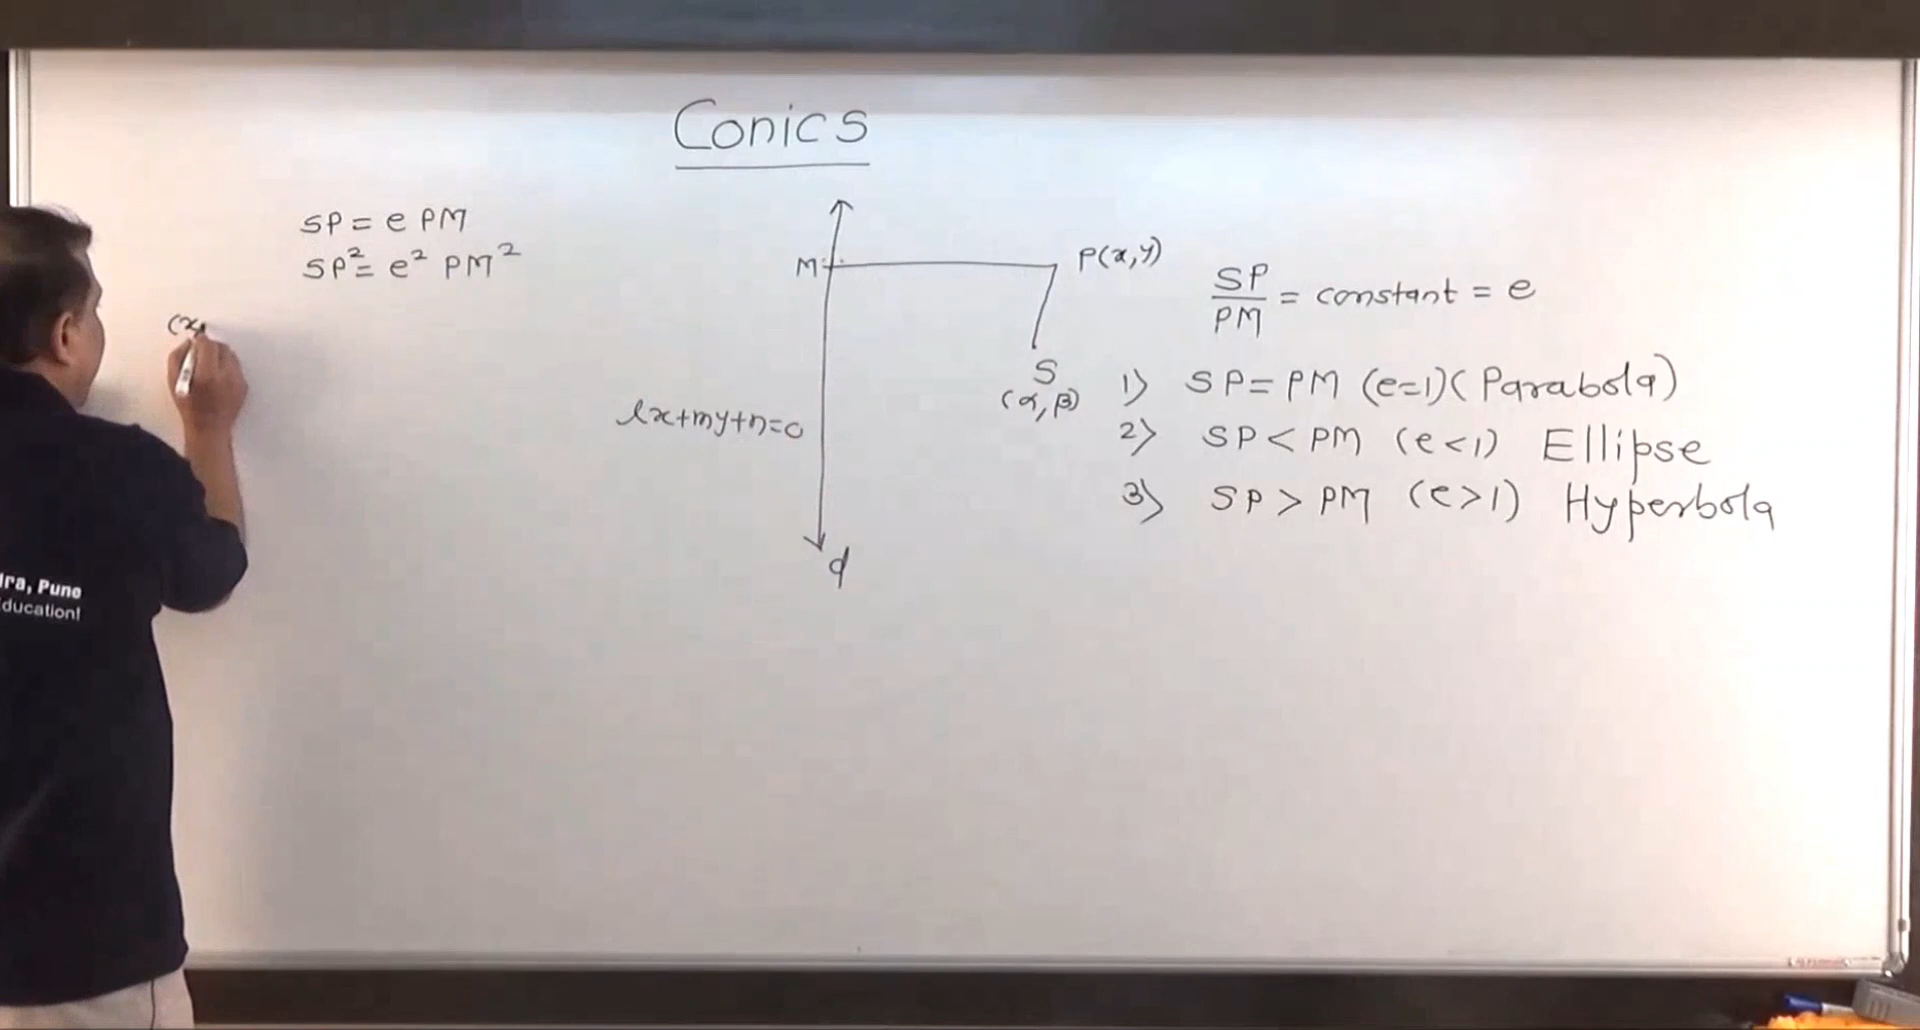 Conics
SP = e PM
SP² = e² PM²
(x
M
P(x,y)
S
(α,β)
lx+my+n=0
d
SP/PM = constant = e
1) SP = PM (e=1)(Parabola)
2) SP < PM (e<1) Ellipse
3) SP > PM (e>1) Hyperbola
ra, Pune
ducation!